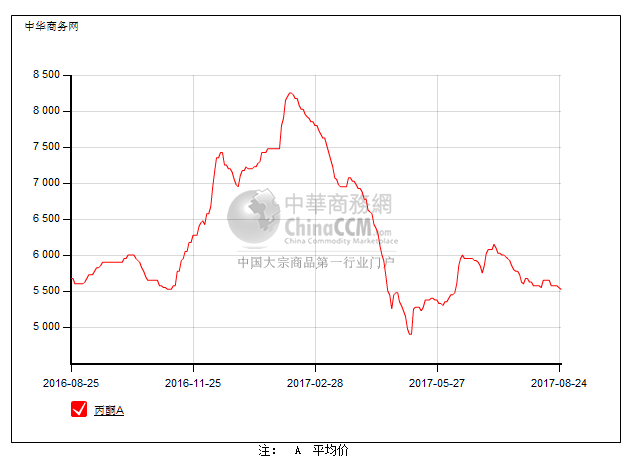 中华商务网
8 500
8 000
7 500
7 000
6 500
6 000
5 500
5 000
中華商務網
ChinaCCM.com
China Commodity Marketplace
中国大宗商品第一行业门户
2016-08-25 2016-11-25 2017-02-28 2017-05-27 2017-08-24
丙酮A
注: A 平均价